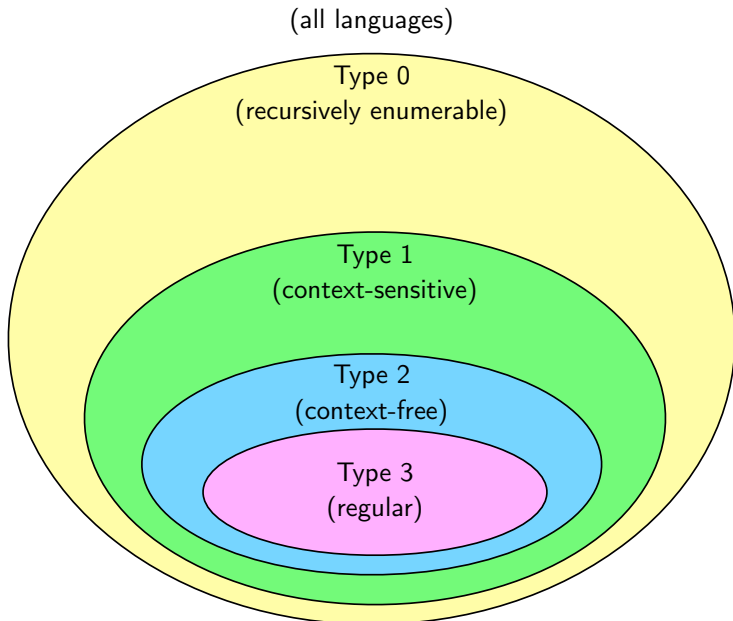 (all languages)
Type 0
(recursively enumerable)
Type 1
(context-sensitive)
Type 2
(context-free)
Type 3
(regular)